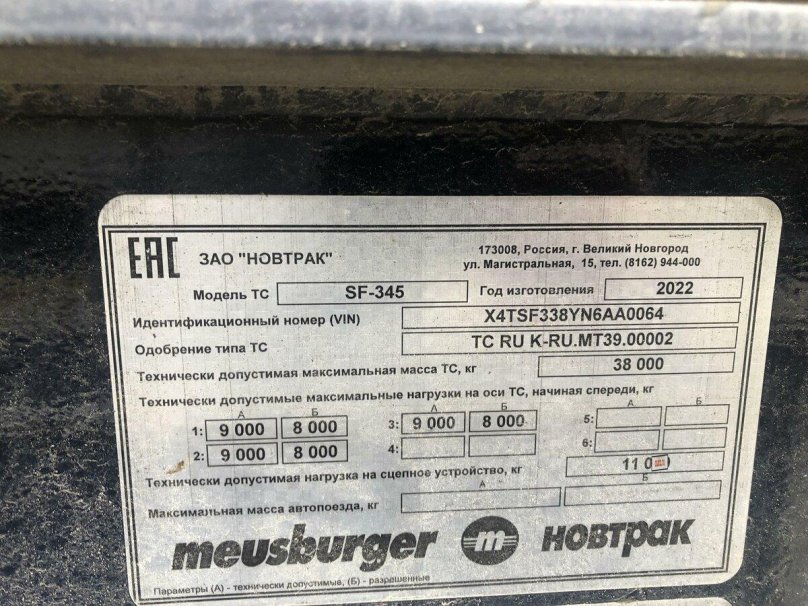 ЕАС ЗАО "НОВТРАК"
173008, Россия, г. Великий Новгород
ул. Магистральная, 15, тел. (8162) 944-000
Модель ТС SF-345 Год изготовления 2022
Идентификационный номер (VIN) X4TSF338YN6AA0064
Одобрение типа ТС ТС RU К-RU.МТ39.00002
Технически допустимая максимальная масса ТС, кг 38 000
Технически допустимые максимальные нагрузки на оси ТС, начиная спереди, кг
А Б А Б А Б
1: 9 000 8 000 3: 9 000 8 000 5:
2: 9 000 8 000 4: 6:
Технически допустимая нагрузка на сцепное устройство, кг
А Б
Максимальная масса автопоезда, кг
meusburger m новтрак
Параметры (А) - технически допустимые, (Б) - разрешенные